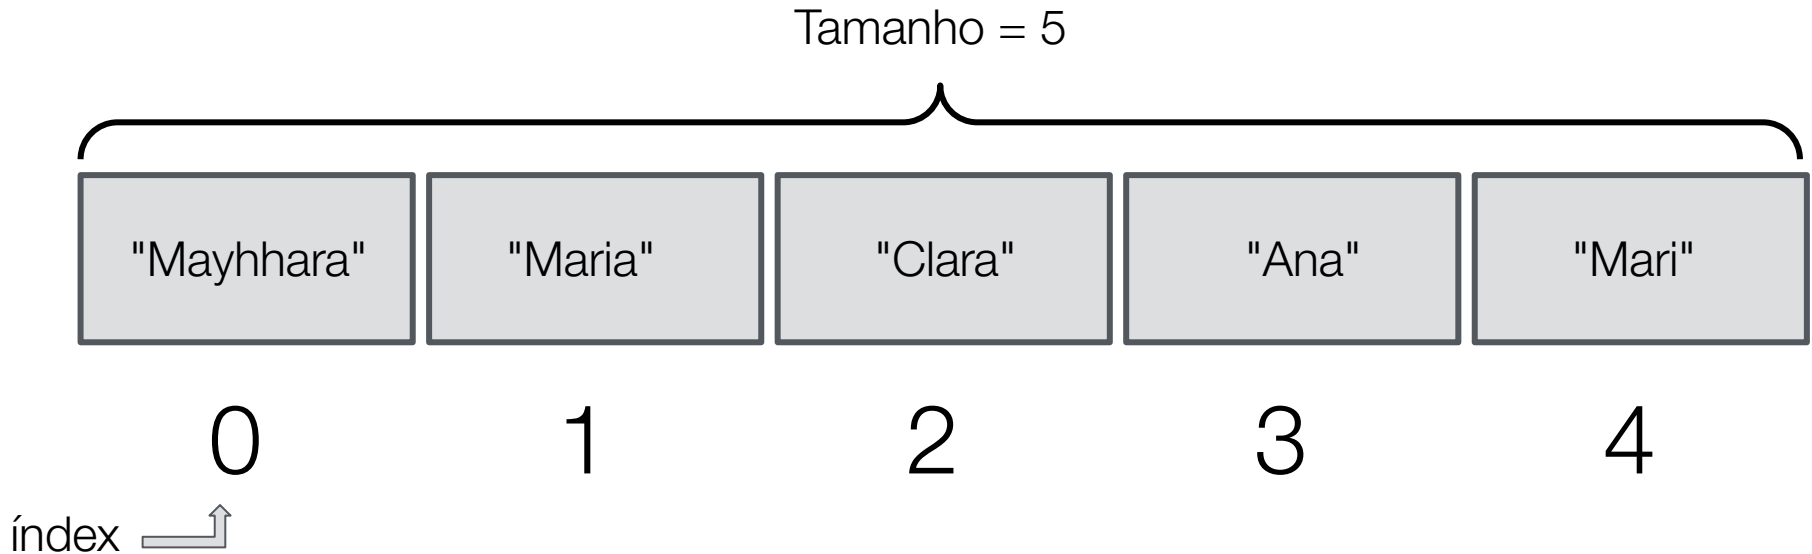 Tamanho = 5
"Mayhhara" "Maria" "Clara" "Ana" "Mari"
0 1 2 3 4
índex